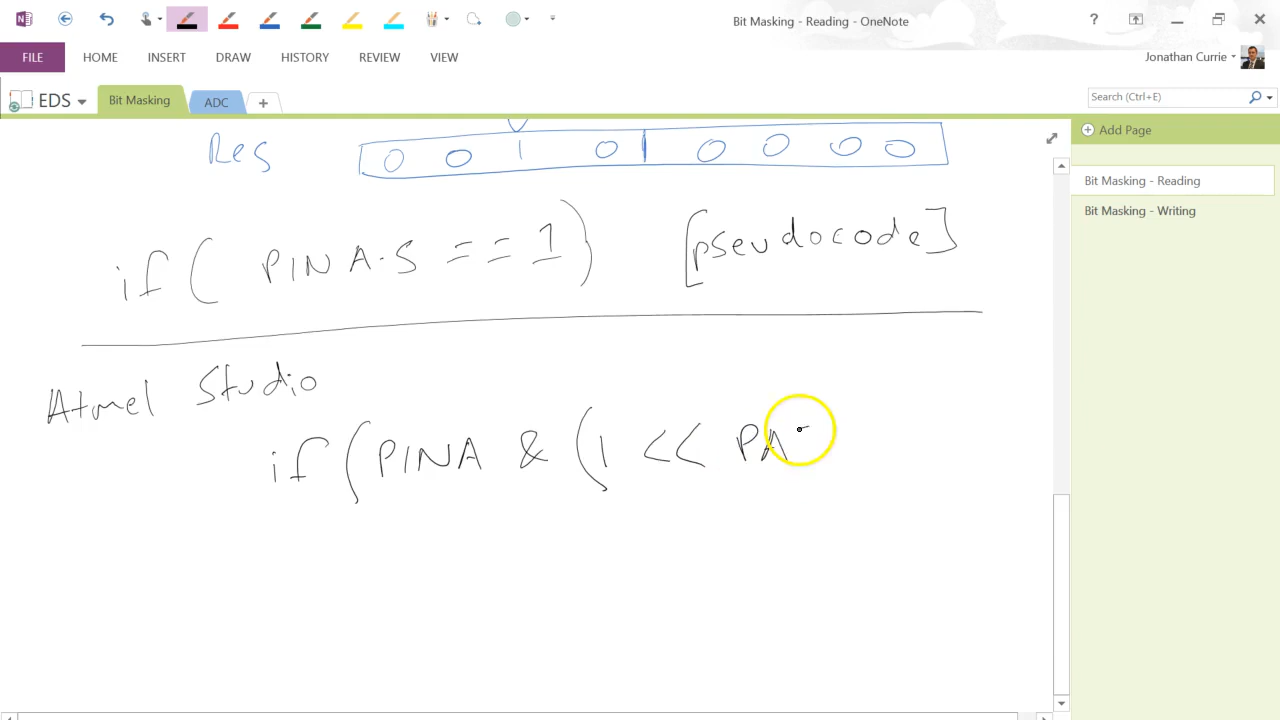 Bit Masking - Reading - OneNote
?
Jonathan Currie
FILE HOME INSERT DRAW HISTORY REVIEW VIEW
EDS Bit Masking ADC +
Search (Ctrl+E)
Add Page
Bit Masking - Reading
Bit Masking - Writing
Res 0 0 1 0 0 0 0 0
if( PINA.5 == 1) [pseudocode]
Atmel Studio
if (PINA & (1 << PA